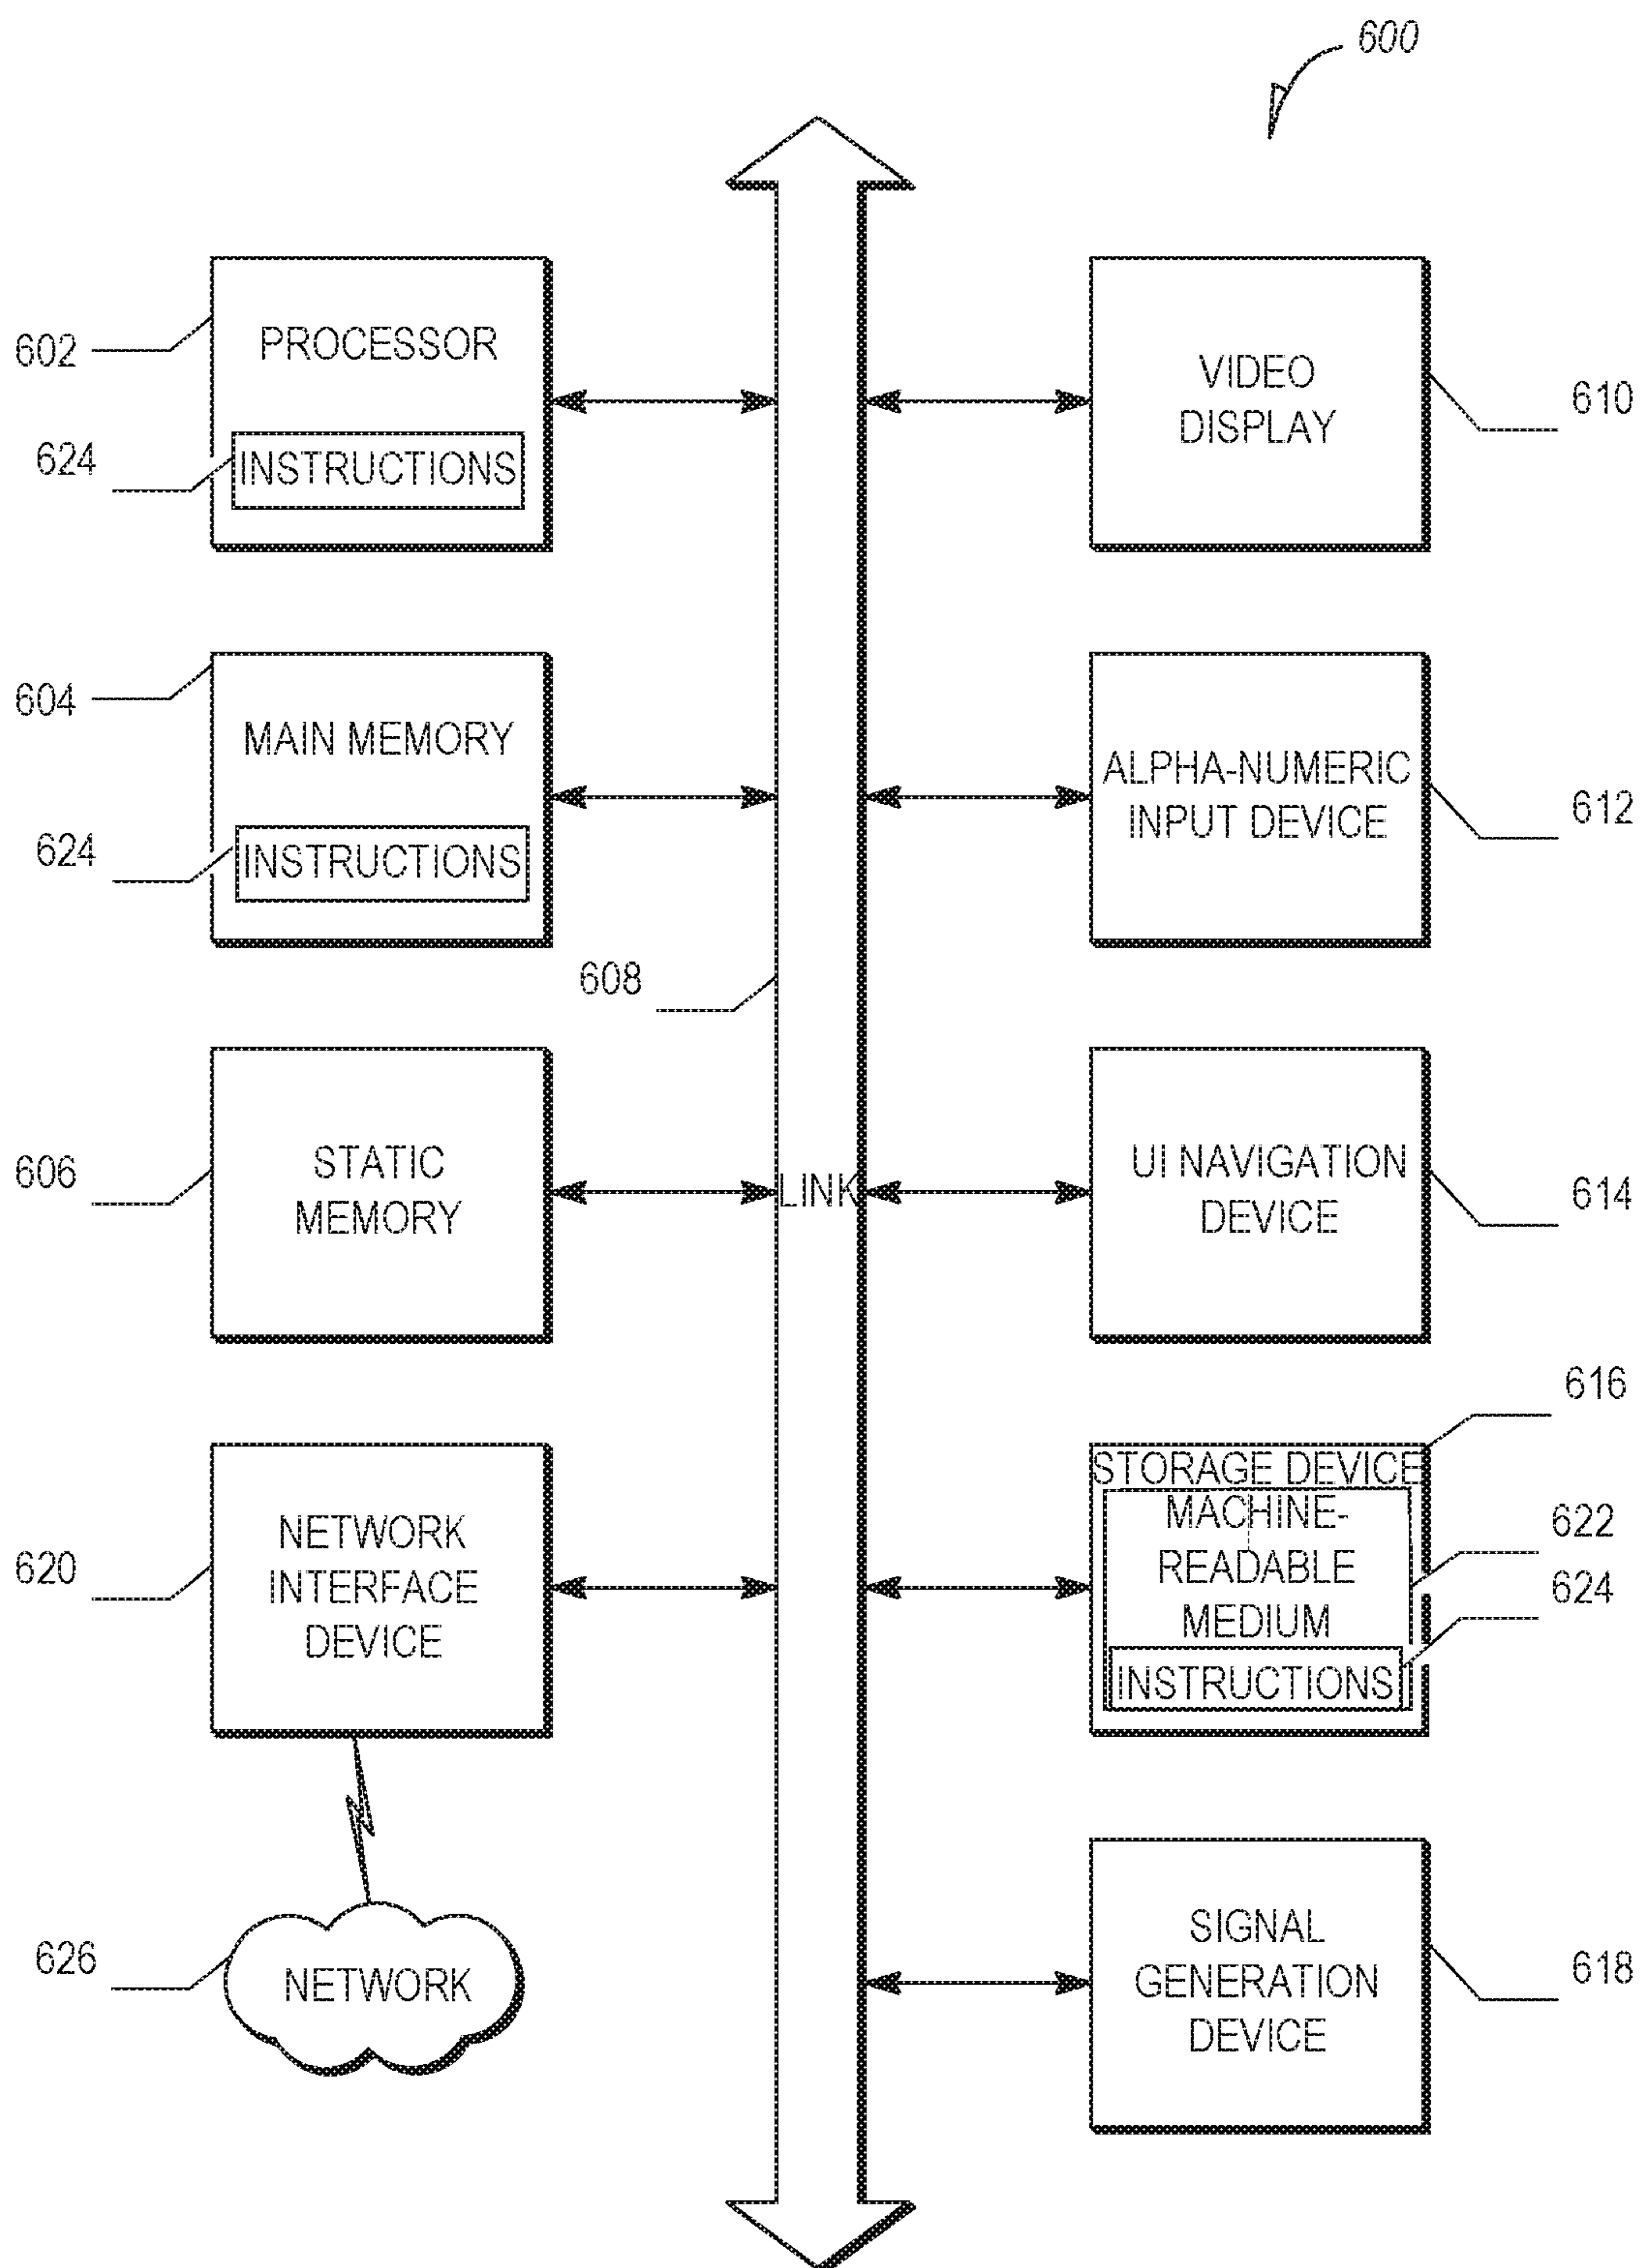 600
602
PROCESSOR
624
INSTRUCTIONS
604
MAIN MEMORY
624
INSTRUCTIONS
608
606
STATIC
MEMORY
LINK
620
NETWORK
INTERFACE
DEVICE
626
NETWORK
VIDEO
DISPLAY
610
ALPHA-NUMERIC
INPUT DEVICE
612
UI NAVIGATION
DEVICE
614
616
STORAGE DEVICE
MACHINE-
READABLE
MEDIUM
622
624
INSTRUCTIONS
SIGNAL
GENERATION
DEVICE
618